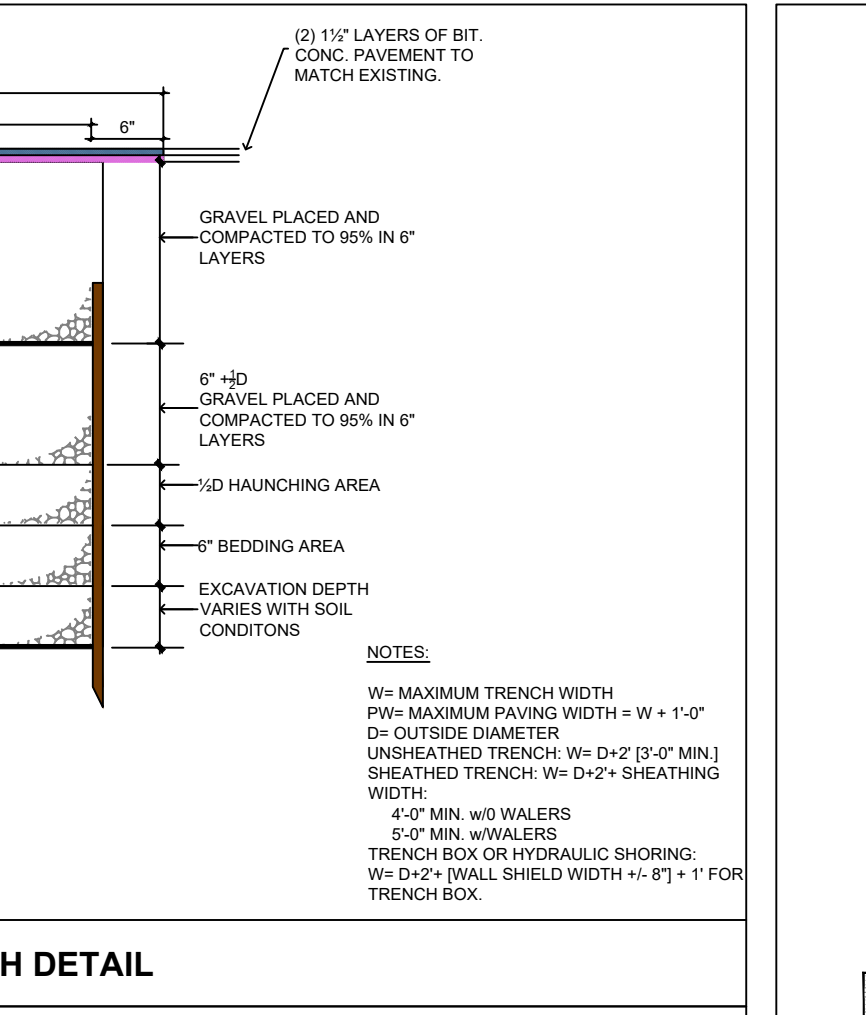 (2) 1½" LAYERS OF BIT.
CONC. PAVEMENT TO
MATCH EXISTING.
6"
GRAVEL PLACED AND
COMPACTED TO 95% IN 6"
LAYERS
6" +½D
GRAVEL PLACED AND
COMPACTED TO 95% IN 6"
LAYERS
½D HAUNCHING AREA
6" BEDDING AREA
EXCAVATION DEPTH
VARIES WITH SOIL
CONDITONS
NOTES:
W= MAXIMUM TRENCH WIDTH
PW= MAXIMUM PAVING WIDTH = W + 1'-0"
D= OUTSIDE DIAMETER
UNSHEATHED TRENCH: W= D+2' [3'-0" MIN.]
SHEATHED TRENCH: W= D+2'+ SHEATHING
WIDTH:
4'-0" MIN. w/0 WALERS
5'-0" MIN. w/WALERS
TRENCH BOX OR HYDRAULIC SHORING:
W= D+2'+ [WALL SHIELD WIDTH +/- 8"] + 1' FOR
TRENCH BOX.
H DETAIL